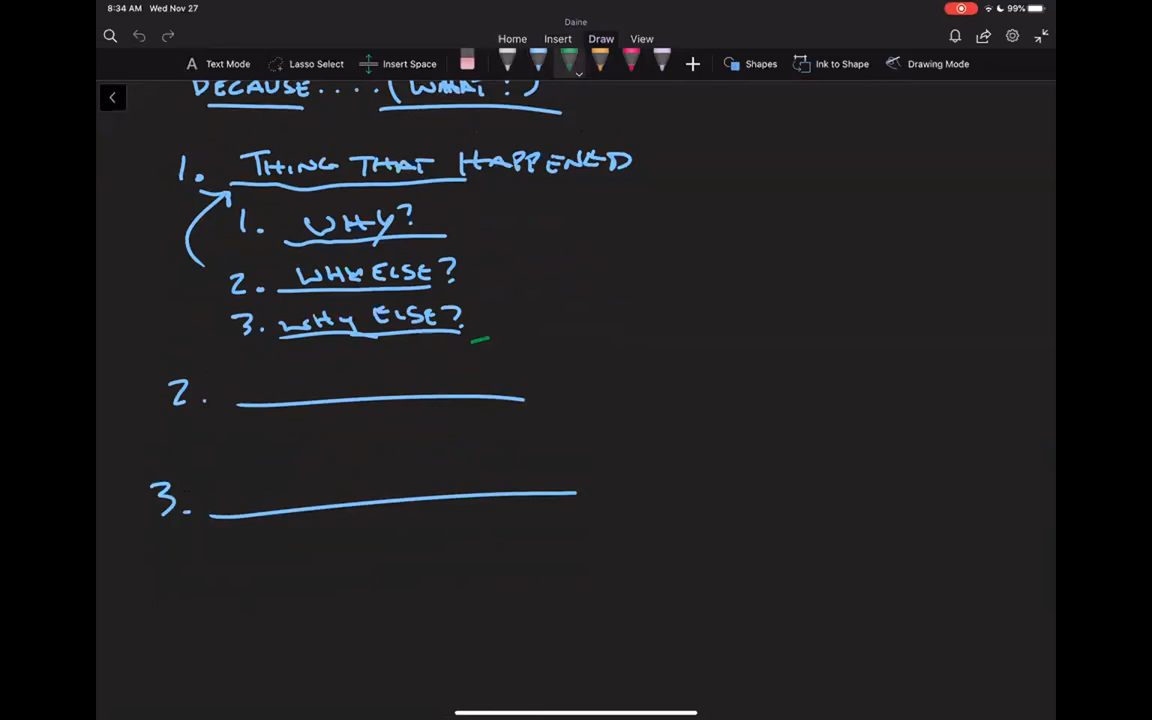 8:34 AM Wed Nov 27
99%
Daine
Home Insert Draw View
Text Mode Lasso Select Insert Space Shapes Ink to Shape Drawing Mode
BECAUSE....(WHAT?)
1. THING THAT HAPPENED
1. WHY?
2. WHY ELSE?
3. WHY ELSE?
2.
3.